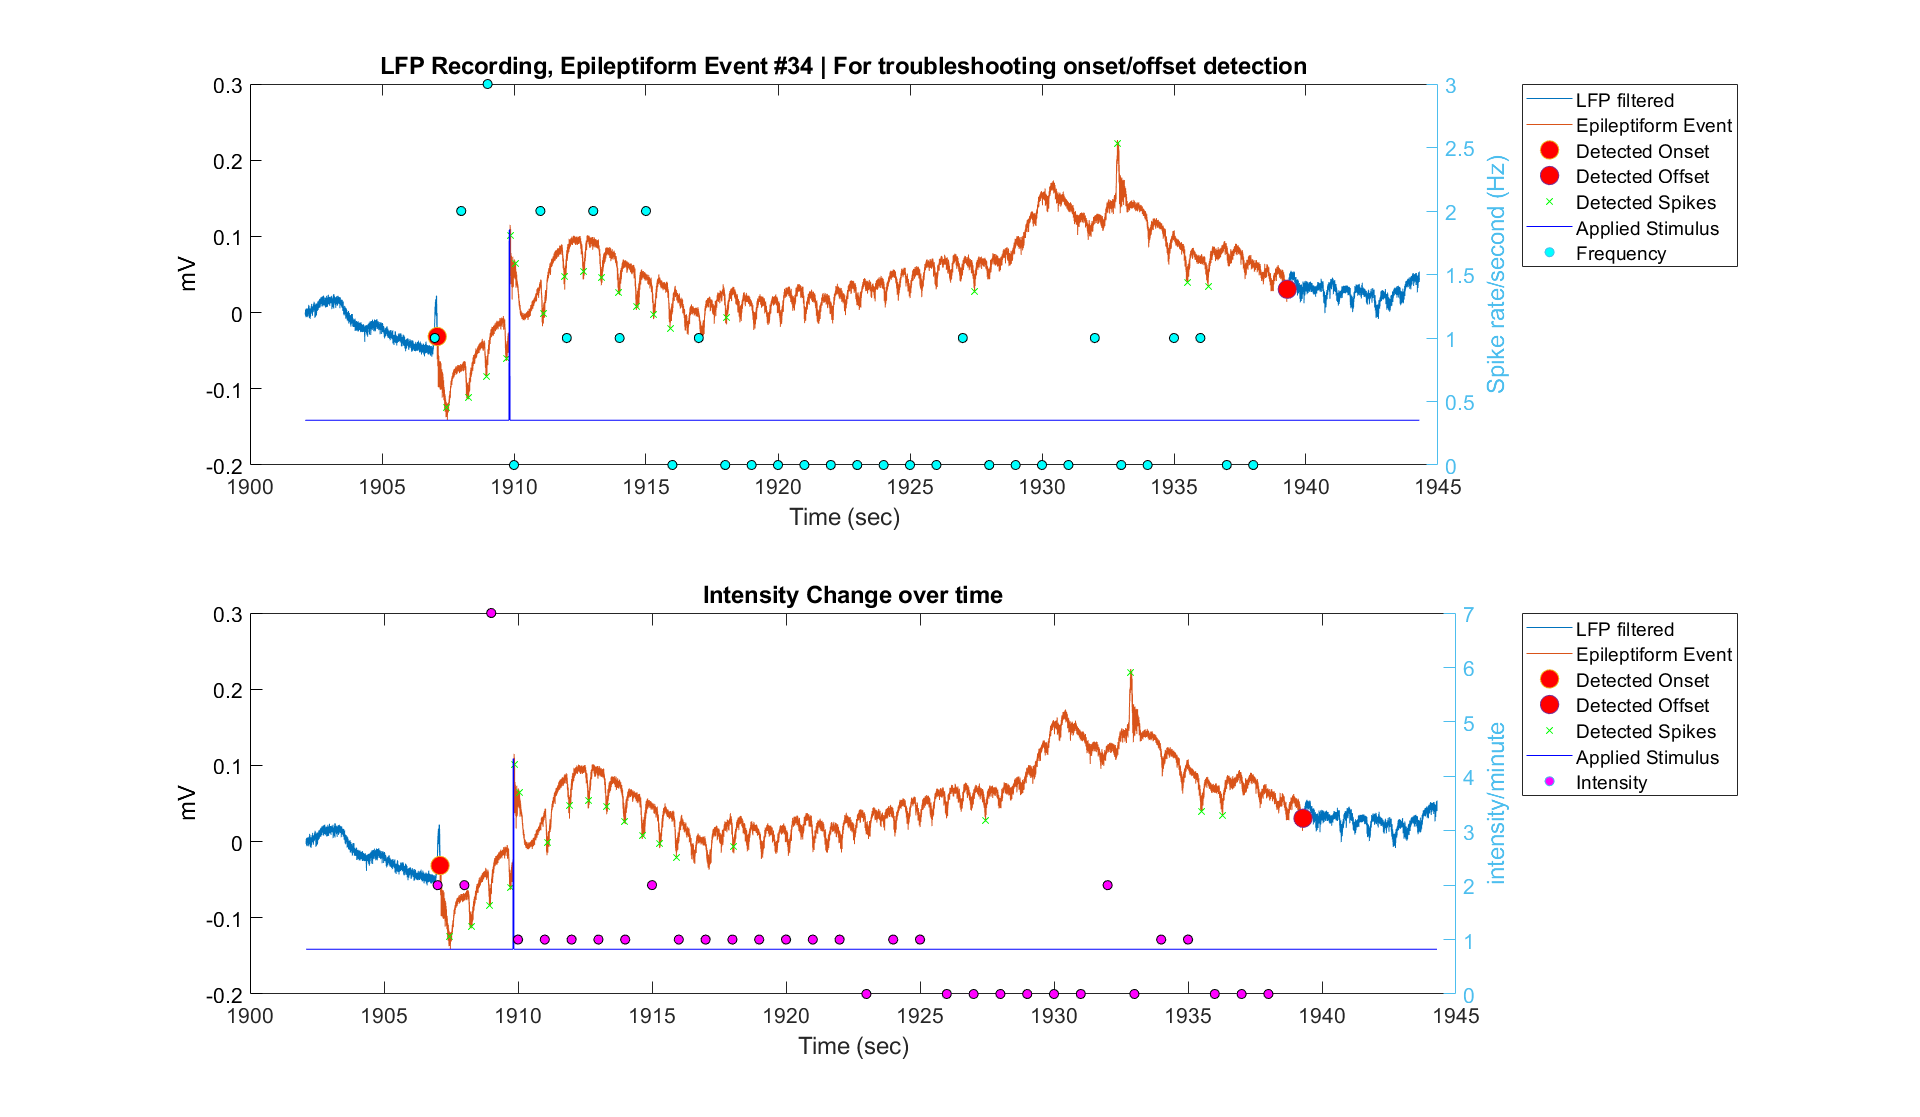 LFP Recording, Epileptiform Event #34 | For troubleshooting onset/offset detection
0.3
0.2
0.1
0
-0.1
-0.2
mV
3
2.5
2
1.5
1
0.5
0
Spike rate/second (Hz)
1900 1905 1910 1915 1920 1925 1930 1935 1940 1945
Time (sec)
LFP filtered
Epileptiform Event
Detected Onset
Detected Offset
Detected Spikes
Applied Stimulus
Frequency
Intensity Change over time
0.3
0.2
0.1
0
-0.1
-0.2
mV
7
6
5
4
3
2
1
0
intensity/minute
1900 1905 1910 1915 1920 1925 1930 1935 1940 1945
Time (sec)
LFP filtered
Epileptiform Event
Detected Onset
Detected Offset
Detected Spikes
Applied Stimulus
Intensity